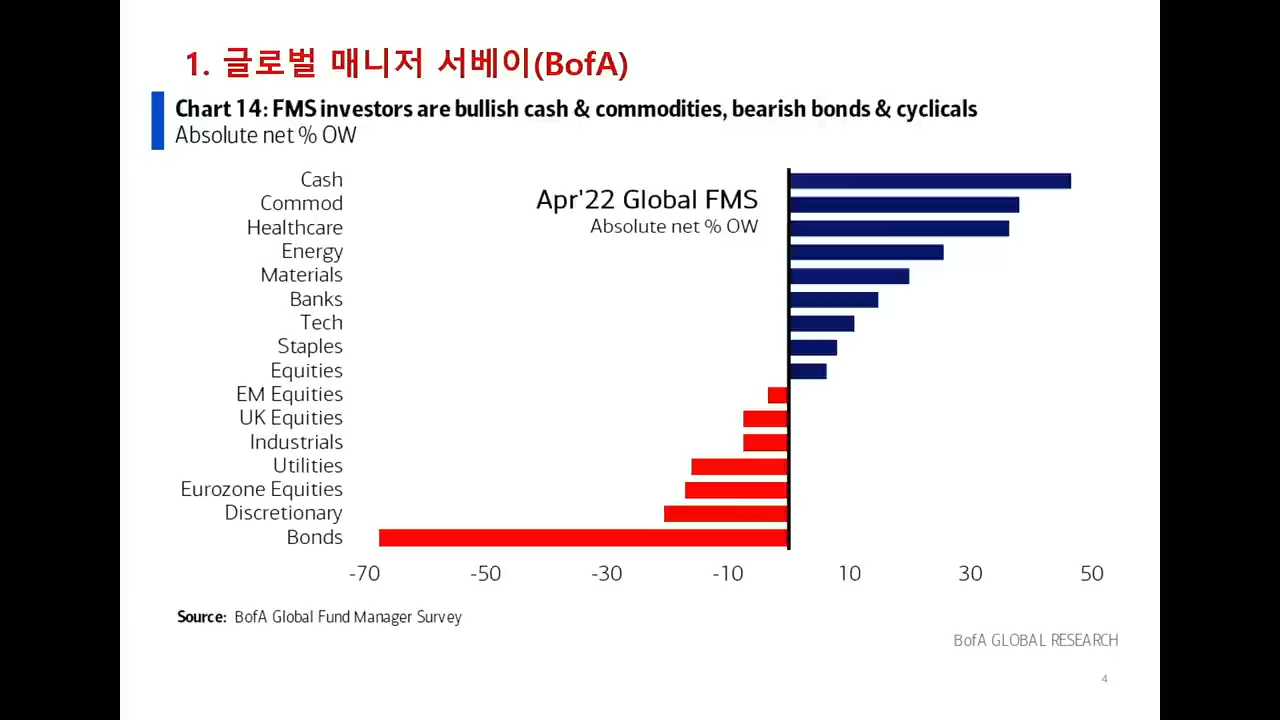 1. 글로벌 매니저 서베이(BofA)
Chart 14: FMS investors are bullish cash & commodities, bearish bonds & cyclicals
Absolute net % OW
Apr'22 Global FMS
Absolute net % OW
Cash
Commod
Healthcare
Energy
Materials
Banks
Tech
Staples
Equities
EM Equities
UK Equities
Industrials
Utilities
Eurozone Equities
Discretionary
Bonds
-70 -50 -30 -10 10 30 50
Source: BofA Global Fund Manager Survey
BofA GLOBAL RESEARCH
4